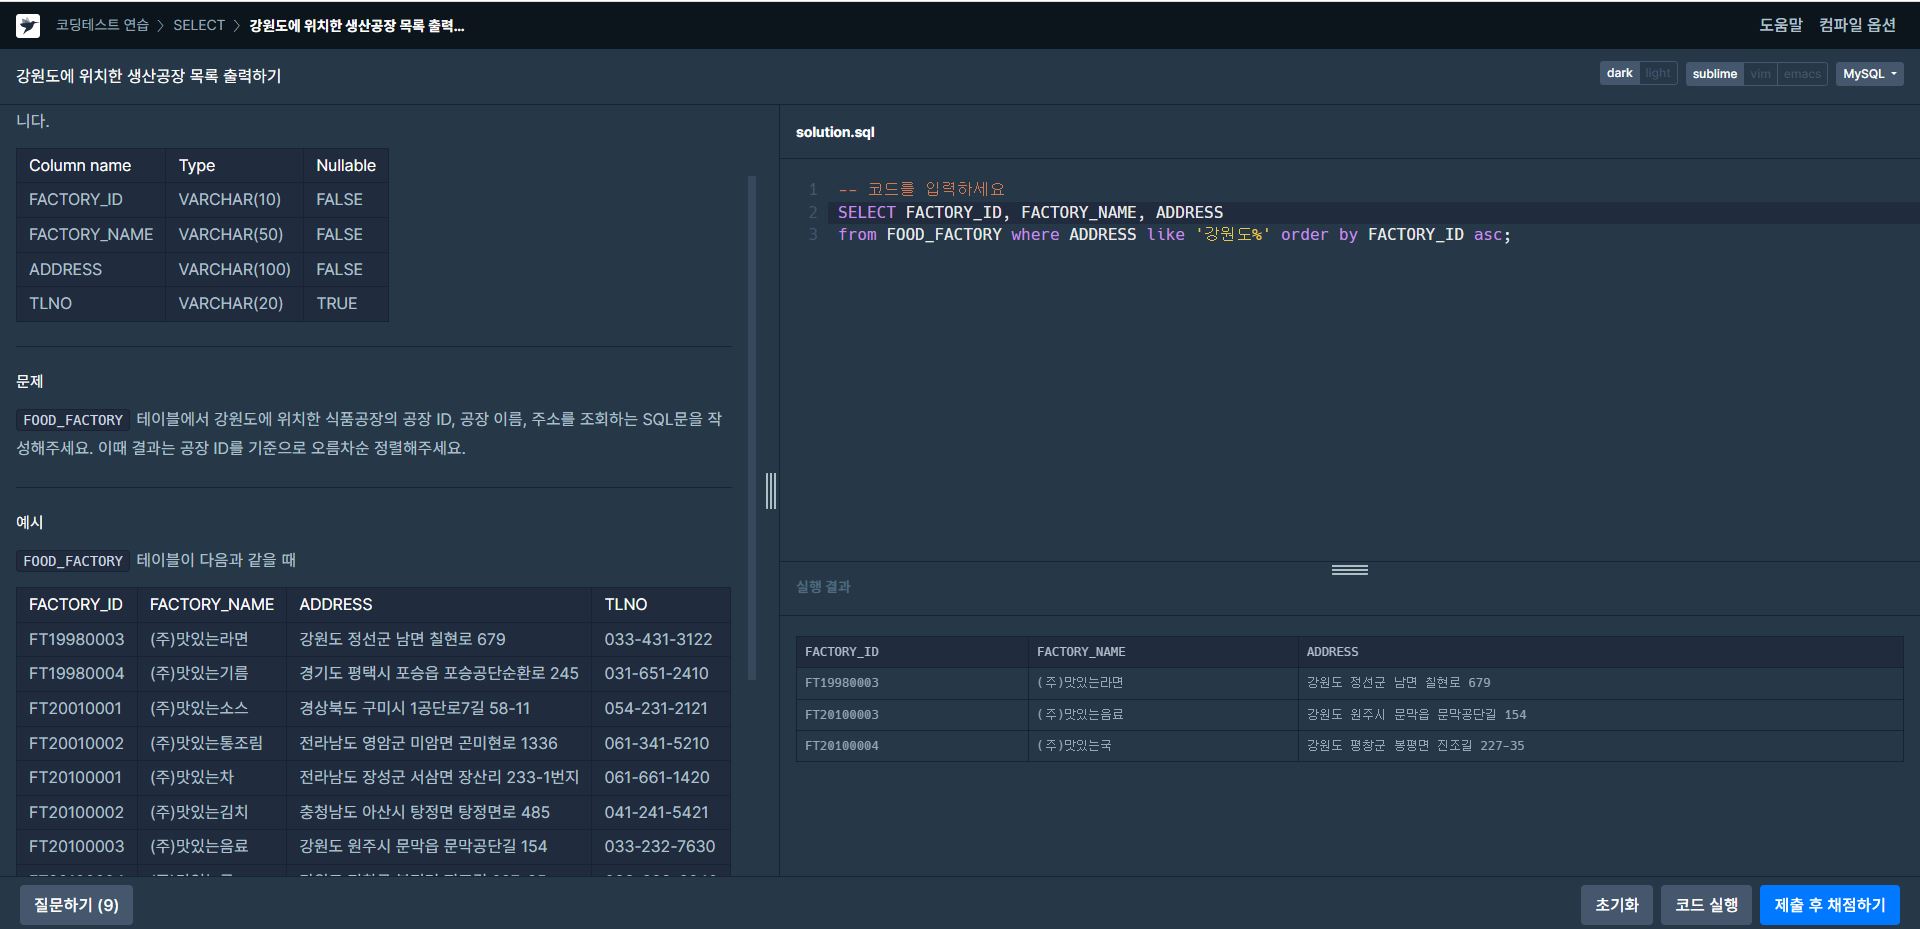 코딩테스트 연습 > SELECT > 강원도에 위치한 생산공장 목록 출력...
도움말 컴파일 옵션
강원도에 위치한 생산공장 목록 출력하기
dark light sublime vim emacs MySQL
니다.
Column name Type Nullable
FACTORY_ID VARCHAR(10) FALSE
FACTORY_NAME VARCHAR(50) FALSE
ADDRESS VARCHAR(100) FALSE
TLNO VARCHAR(20) TRUE
문제
FOOD_FACTORY 테이블에서 강원도에 위치한 식품공장의 공장 ID, 공장 이름, 주소를 조회하는 SQL문을 작
성해주세요. 이때 결과는 공장 ID를 기준으로 오름차순 정렬해주세요.
예시
FOOD_FACTORY 테이블이 다음과 같을 때
FACTORY_ID FACTORY_NAME ADDRESS TLNO
FT19980003 (주)맛있는라면 강원도 정선군 남면 칠현로 679 033-431-3122
FT19980004 (주)맛있는기름 경기도 평택시 포승읍 포승공단순환로 245 031-651-2410
FT20010001 (주)맛있는소스 경상북도 구미시 1공단로7길 58-11 054-231-2121
FT20010002 (주)맛있는통조림 전라남도 영암군 미암면 곤미현로 1336 061-341-5210
FT20100001 (주)맛있는차 전라남도 장성군 서삼면 장산리 233-1번지 061-661-1420
FT20100002 (주)맛있는김치 충청남도 아산시 탕정면 탕정면로 485 041-241-5421
FT20100003 (주)맛있는음료 강원도 원주시 문막읍 문막공단길 154 033-232-7630
solution.sql
1 -- 코드를 입력하세요
2 SELECT FACTORY_ID, FACTORY_NAME, ADDRESS
3 from FOOD_FACTORY where ADDRESS like '강원도%' order by FACTORY_ID asc;
실행 결과
FACTORY_ID FACTORY_NAME ADDRESS
FT19980003 (주)맛있는라면 강원도 정선군 남면 칠현로 679
FT20100003 (주)맛있는음료 강원도 원주시 문막읍 문막공단길 154
FT20100004 (주)맛있는국 강원도 평창군 봉평면 진조길 227-35
질문하기 (9)
초기화 코드 실행 제출 후 채점하기